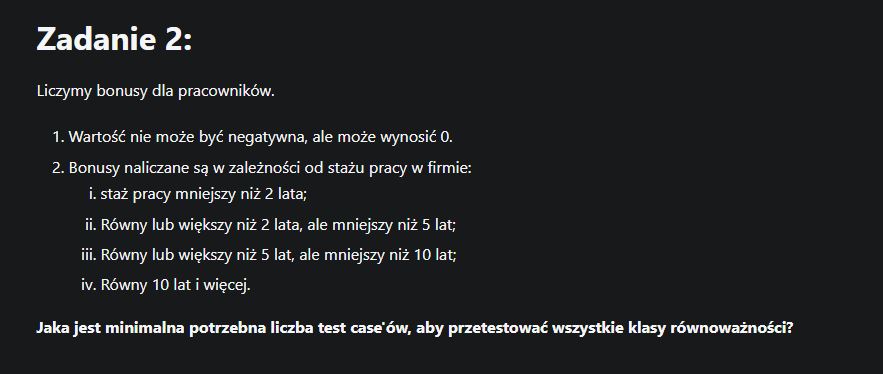 Zadanie 2:
Liczymy bonusy dla pracowników.
1. Wartość nie może być negatywna, ale może wynosić 0.
2. Bonusy naliczane są w zależności od stażu pracy w firmie:
i. staż pracy mniejszy niż 2 lata;
ii. Równy lub większy niż 2 lata, ale mniejszy niż 5 lat;
iii. Równy lub większy niż 5 lat, ale mniejszy niż 10 lat;
iv. Równy 10 lat i więcej.
Jaka jest minimalna potrzebna liczba test case'ów, aby przetestować wszystkie klasy równoważności?